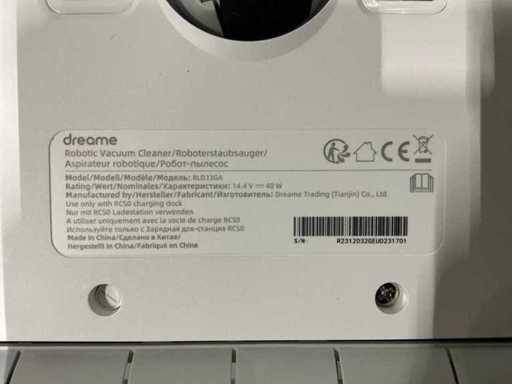 dreame
Robotic Vacuum Cleaner/Roboterstaubsauger/
Aspirateur robotique/Робот-пылесос
Model/Modell/Modèle/Модель: RLD33GA
Rating/Wert/Nominales/Характеристики: 14.4 V⎓40 W
Manufactured by/Hersteller/Fabricant/Изготовитель: Dreame Trading (Tianjin) Co., Ltd.
Use only with RCS0 charging dock
Nur mit RCS0 Ladestation verwenden
A utiliser uniquement avec la socle de charge RCS0
Используйте только с Зарядная док-станция RCS0
Made in China/Сделано в Китае/
Hergestellt in China/Fabriqué en Chine
S/N: R2312032GEU0231701